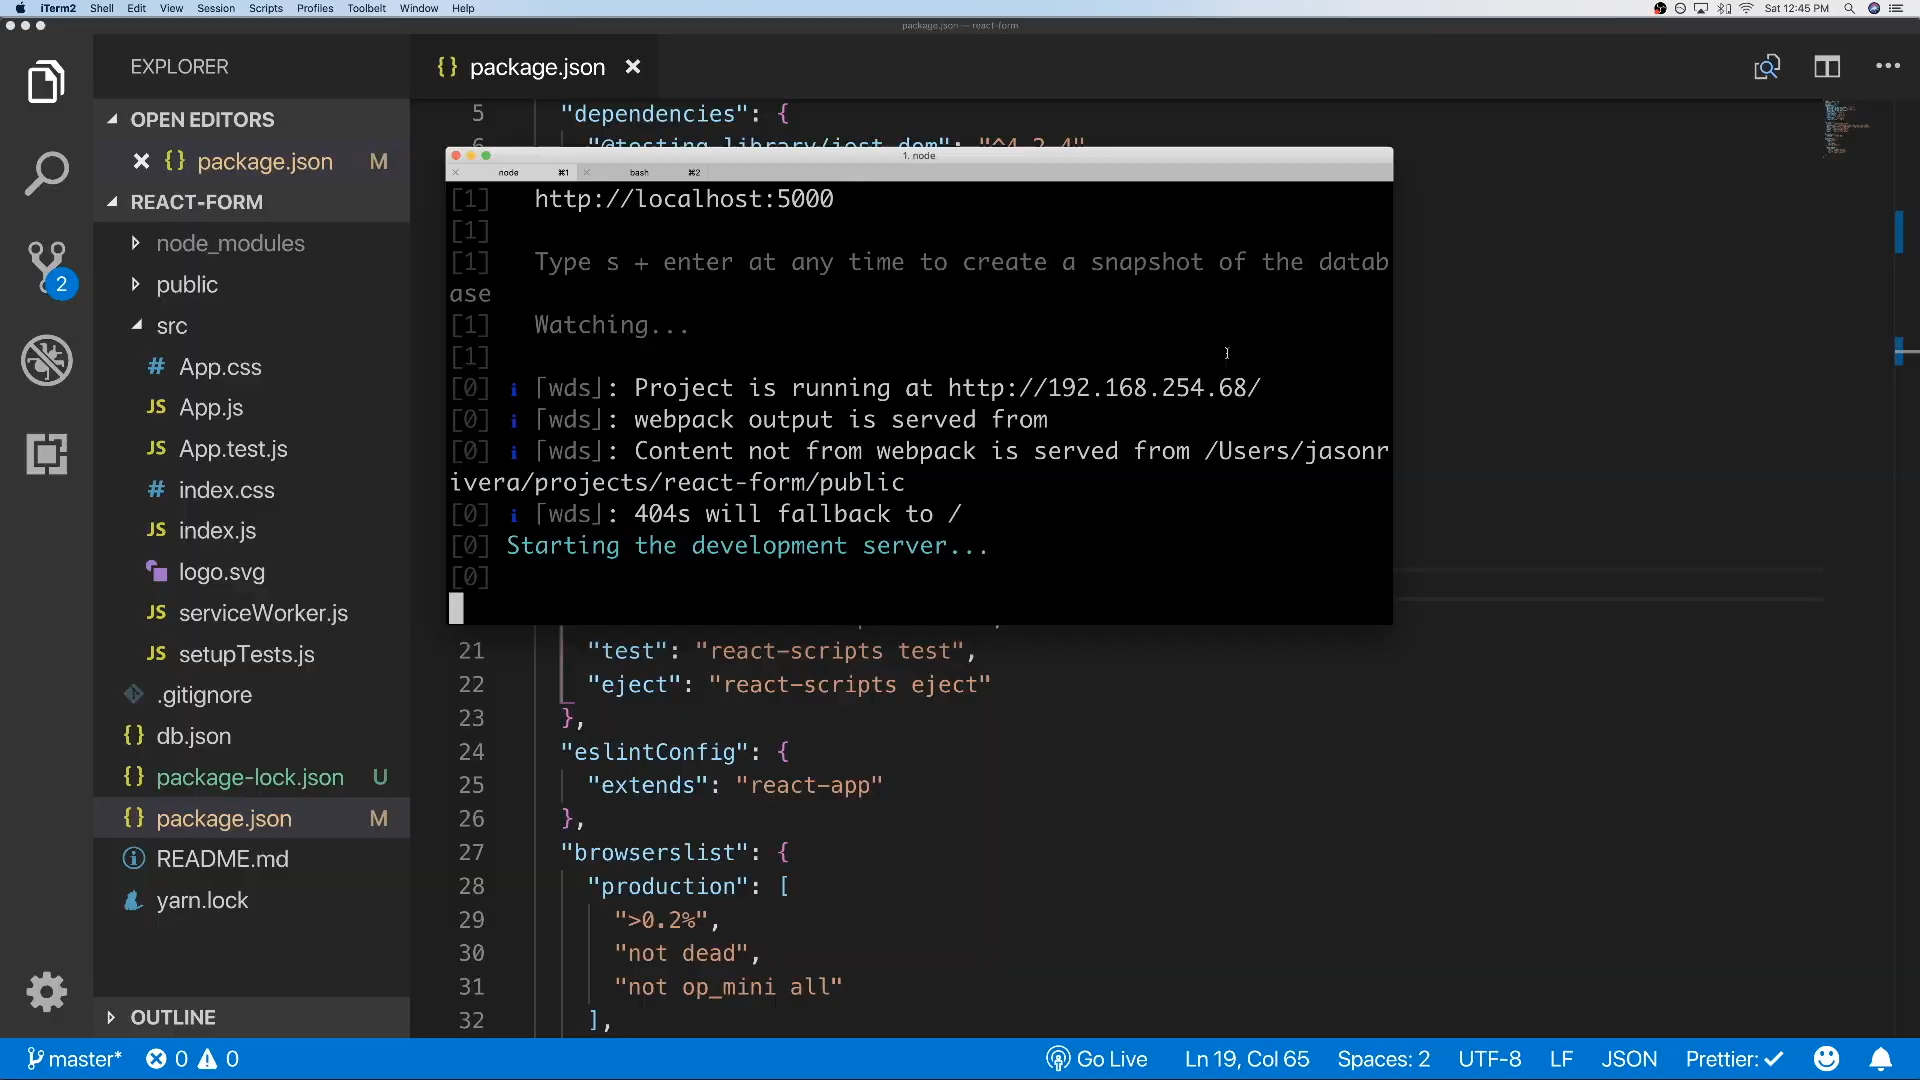 iTerm2 Shell Edit View Session Scripts Profiles Toolbelt Window Help Sat 12:45 PM
package.json — react-form
EXPLORER
OPEN EDITORS
{} package.json M
REACT-FORM
node_modules
public
src
# App.css
JS App.js
JS App.test.js
# index.css
JS index.js
logo.svg
JS serviceWorker.js
JS setupTests.js
.gitignore
{} db.json
{} package-lock.json U
{} package.json M
README.md
yarn.lock
OUTLINE
2
{} package.json
5 "dependencies": {
"@testing-library/jest-dom": "^4.2.4"
1. node
node ⌘1 bash ⌘2
[1] http://localhost:5000
[1]
[1] Type s + enter at any time to create a snapshot of the datab
ase
[1] Watching...
[1]
[0] i ｢wds｣: Project is running at http://192.168.254.68/
[0] i ｢wds｣: webpack output is served from
[0] i ｢wds｣: Content not from webpack is served from /Users/jasonr
ivera/projects/react-form/public
[0] i ｢wds｣: 404s will fallback to /
[0] Starting the development server...
[0]
21 "test": "react-scripts test",
22 "eject": "react-scripts eject"
23 },
24 "eslintConfig": {
25 "extends": "react-app"
26 },
27 "browserslist": {
28 "production": [
29 ">0.2%",
30 "not dead",
31 "not op_mini all"
32 ],
master* 0 0 Go Live Ln 19, Col 65 Spaces: 2 UTF-8 LF JSON Prettier: ✓